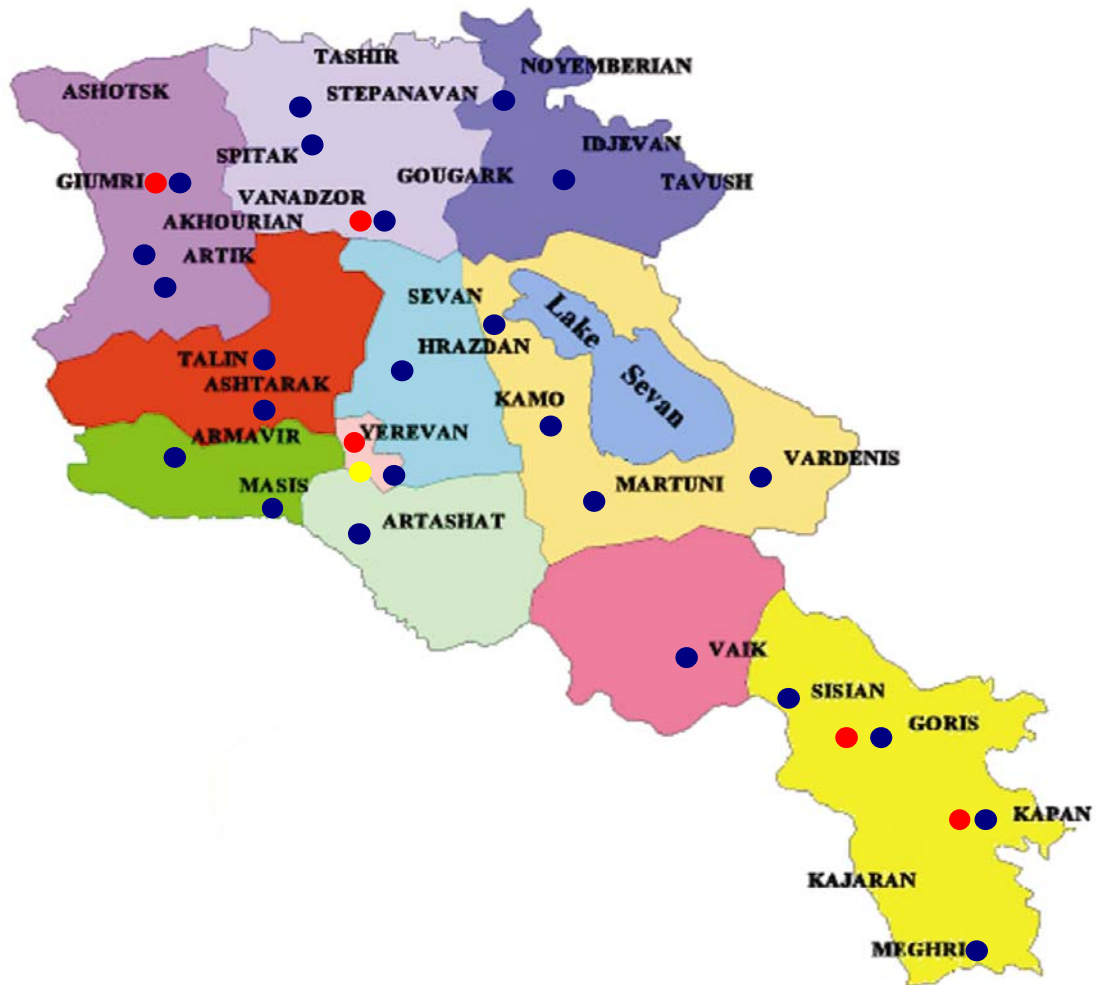 TASHIR
NOYEMBERIAN
ASHOTSK
STEPANAVAN
IDJEVAN
SPITAK
GIUMRI
GOUGARK
TAVUSH
VANADZOR
AKHOURIAN
ARTIK
SEVAN
Lake
Sevan
HRAZDAN
TALIN
ASHTARAK
KAMO
YEREVAN
ARMAVIR
VARDENIS
MASIS
MARTUNI
ARTASHAT
VAIK
SISIAN
GORIS
KAPAN
KAJARAN
MEGHRI